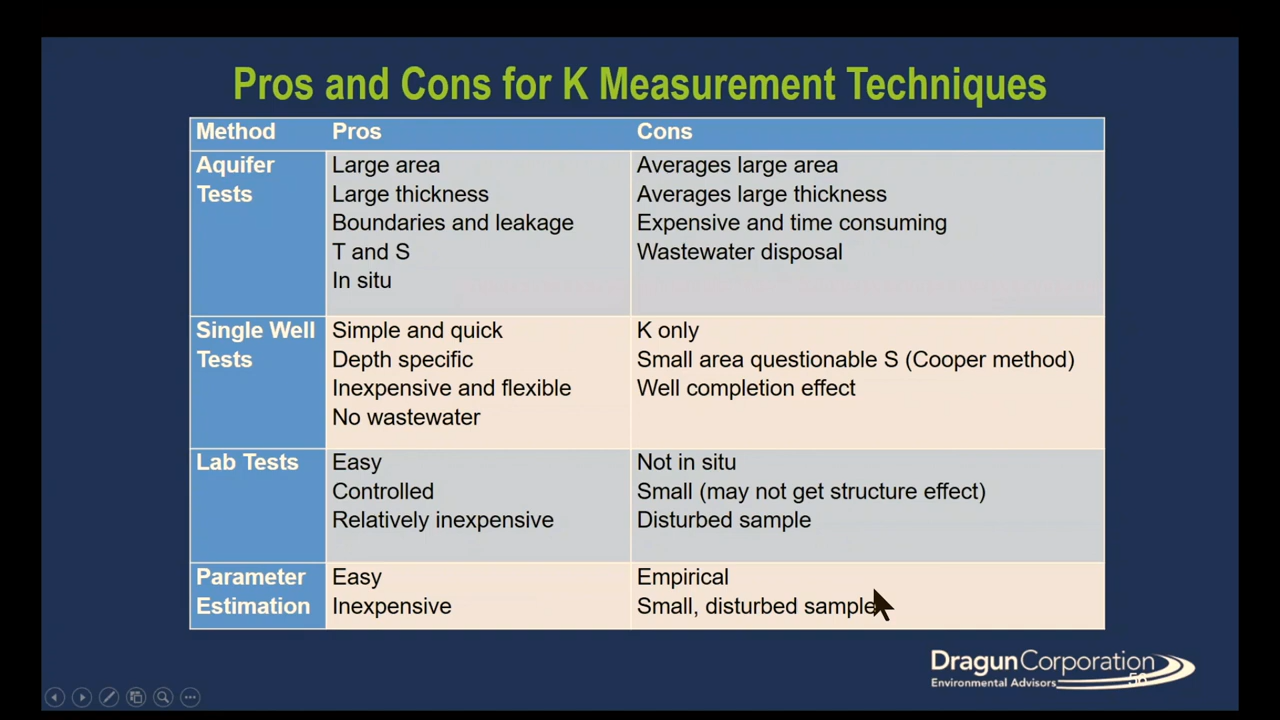 Pros and Cons for K Measurement Techniques
Method Pros Cons
Aquifer Tests
Large area
Large thickness
Boundaries and leakage
T and S
In situ
Averages large area
Averages large thickness
Expensive and time consuming
Wastewater disposal
Single Well Tests
Simple and quick
Depth specific
Inexpensive and flexible
No wastewater
K only
Small area questionable S (Cooper method)
Well completion effect
Lab Tests
Easy
Controlled
Relatively inexpensive
Not in situ
Small (may not get structure effect)
Disturbed sample
Parameter Estimation
Easy
Inexpensive
Empirical
Small, disturbed sample
Dragun Corporation
Environmental Advisors